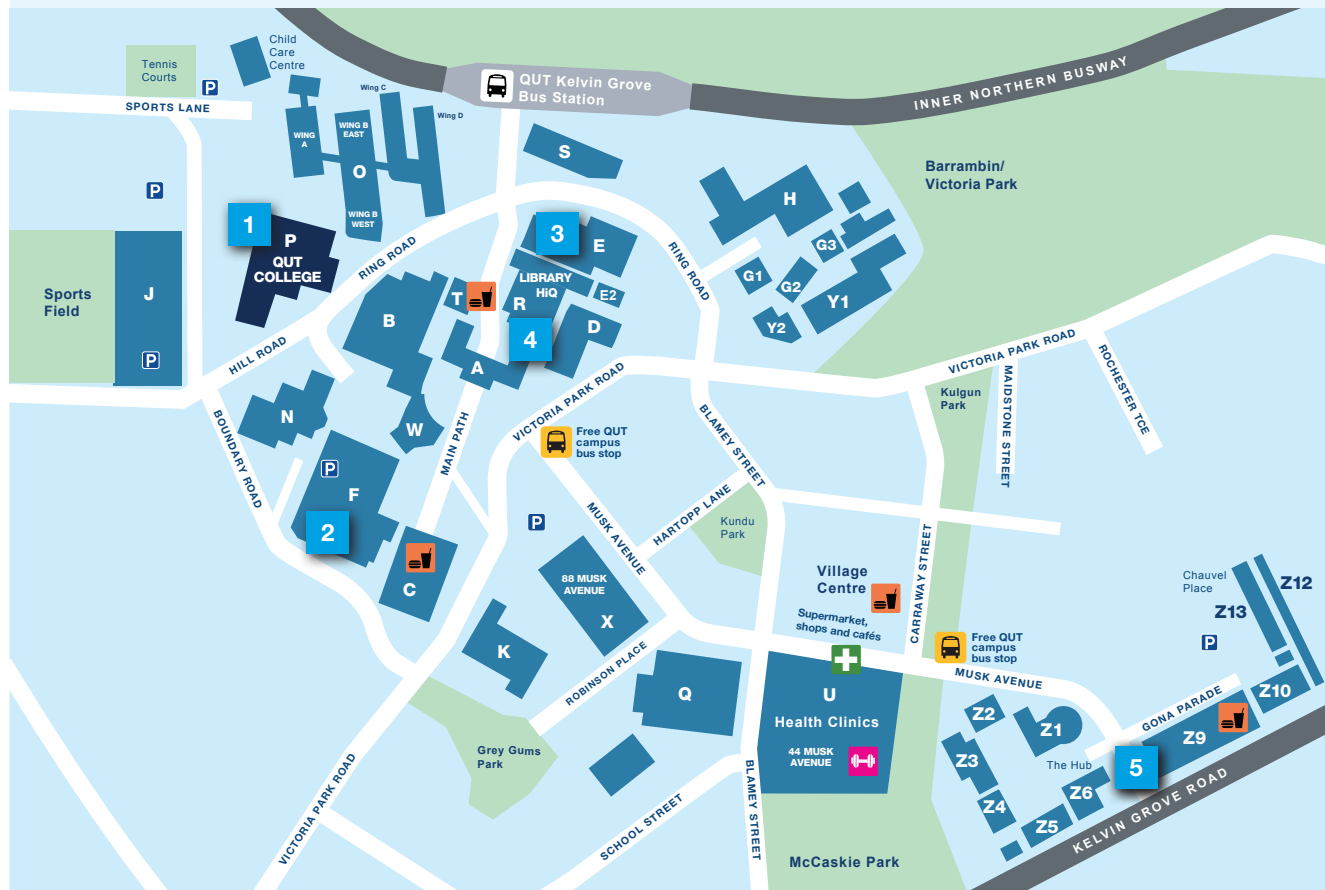 Child
Care
Centre
Tennis
Courts
P
SPORTS LANE
Wing C
Wing D
WING
A
WING B
EAST
O
WING B
WEST
QUT Kelvin Grove
Bus Station
INNER NORTHERN BUSWAY
S
H
Barrambin/
Victoria Park
P
1
P
QUT
COLLEGE
RING ROAD
3
E
LIBRARY
HiQ
R
E2
RING ROAD
G1
G2
G3
Y1
Y2
Sports
Field
J
P
B
T
4
D
A
HILL ROAD
VICTORIA PARK ROAD
MAIDSTONE STREET
ROCHESTER TCE
Kulgun
Park
N
W
BOUNDARY ROAD
MAIN PATH
VICTORIA PARK ROAD
Free QUT
campus
bus stop
BLAMEY STREET
P
F
2
C
P
MUSK AVENUE
HARTOPP LANE
Kundu
Park
CARRAWAY STREET
88 MUSK
AVENUE
X
K
ROBINSON PLACE
Q
Village
Centre
Supermarket,
shops and cafés
Free QUT
campus
bus stop
MUSK AVENUE
U
Health Clinics
44 MUSK
AVENUE
Chauvel
Place
Z13
Z12
P
Z10
GONA PARADE
Z9
Z2
Z1
Z3
The Hub
5
Z4
Z6
Z5
KELVIN GROVE ROAD
Grey Gums
Park
VICTORIA PARK ROAD
SCHOOL STREET
BLAMEY STREET
McCaskie Park